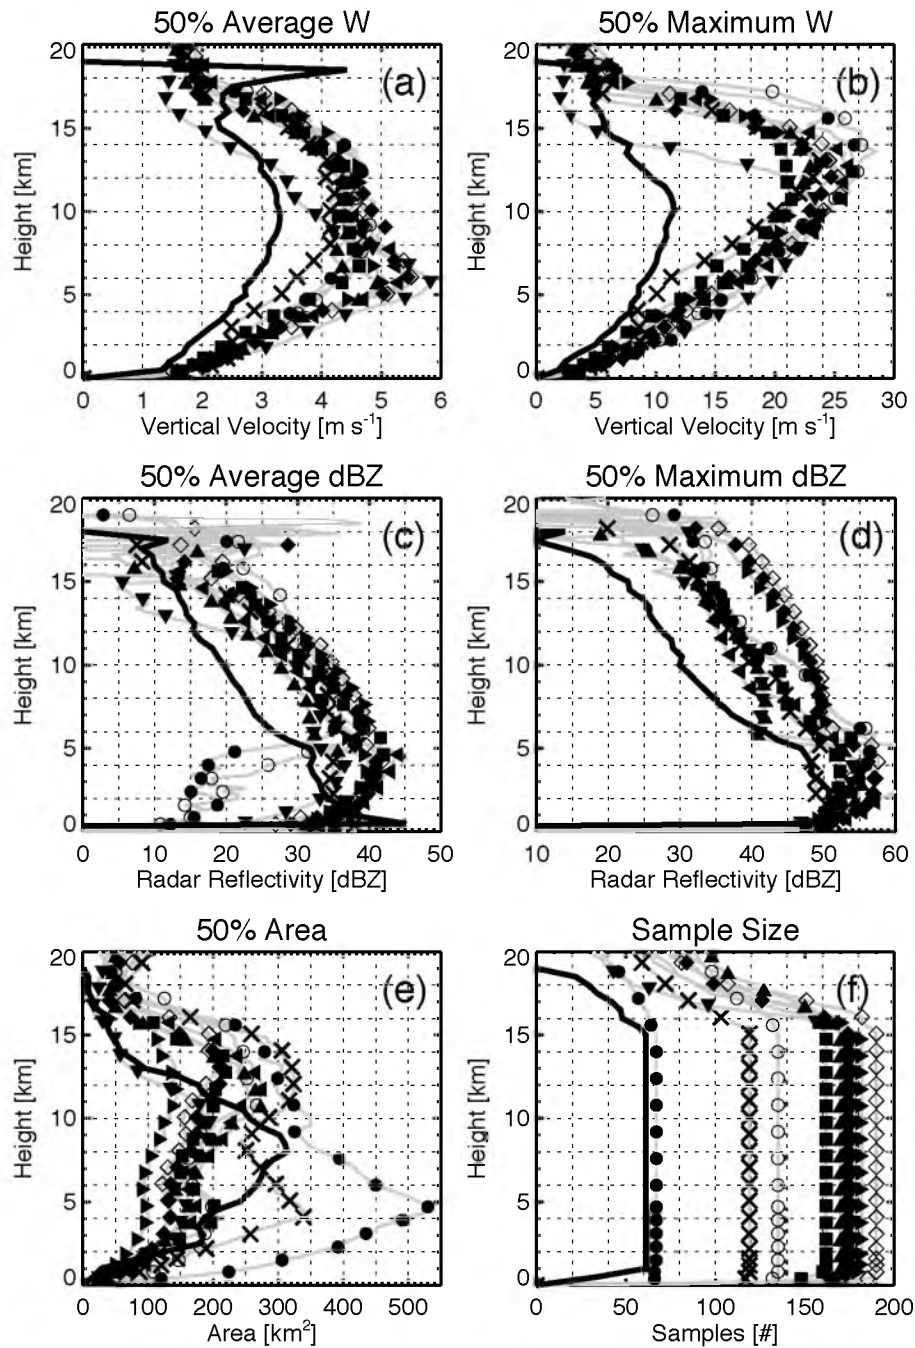 50% Average W
50% Maximum W
20
15
10
5
0
Height [km]
(a)
0 1 2 3 4 5 6
Vertical Velocity [m s-1]
20
15
10
5
0
Height [km]
(b)
0 5 10 15 20 25 30
Vertical Velocity [m s-1]
50% Average dBZ
50% Maximum dBZ
20
15
10
5
0
Height [km]
(c)
0 10 20 30 40 50
Radar Reflectivity [dBZ]
20
15
10
5
0
Height [km]
(d)
10 20 30 40 50 60
Radar Reflectivity [dBZ]
50% Area
Sample Size
20
15
10
5
0
Height [km]
(e)
0 100 200 300 400 500
Area [km2]
20
15
10
5
0
Height [km]
(f)
0 50 100 150 200
Samples [#]